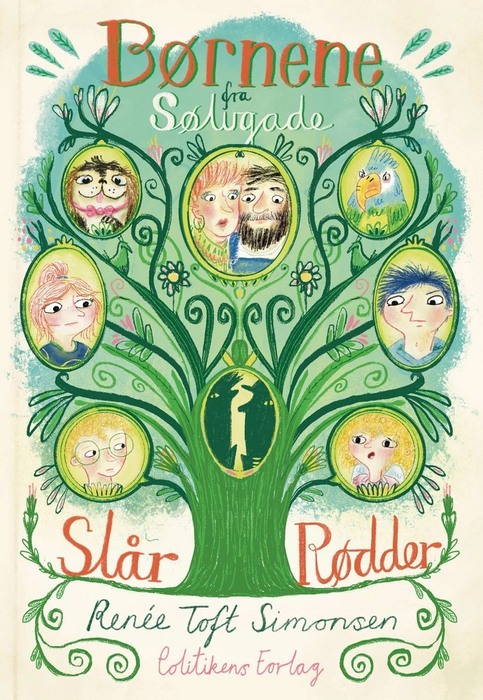 Børnene
fra
Sølvgade
Slår Rødder
Renée Toft Simonsen
Politikens Forlag